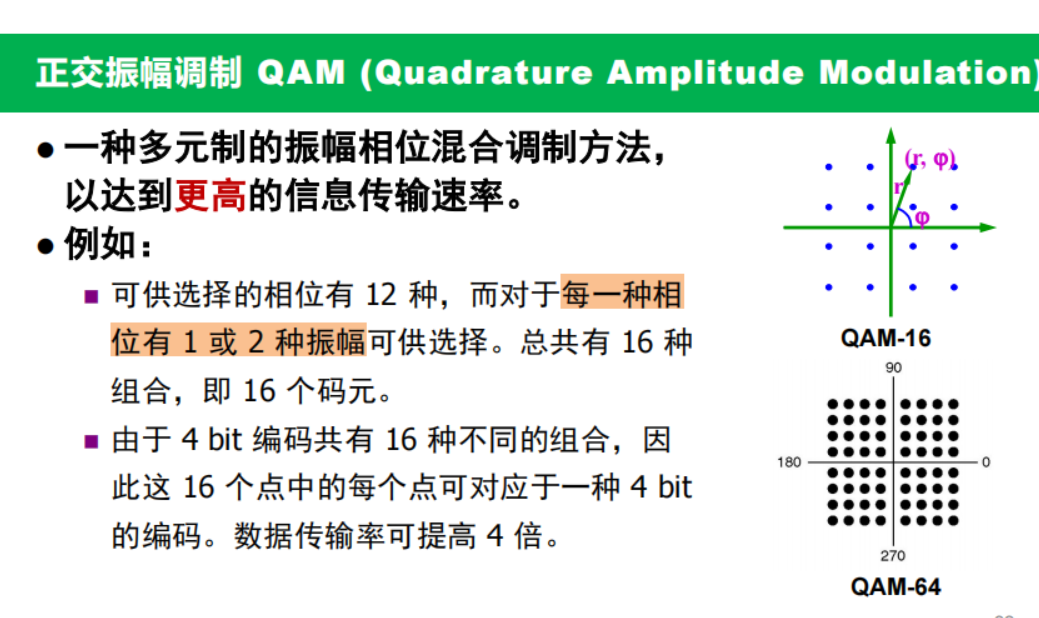 正交振幅调制 QAM (Quadrature Amplitude Modulation)
●一种多元制的振幅相位混合调制方法，
以达到更高的信息传输速率。
●例如：
■ 可供选择的相位有 12 种，而对于每一种相
位有 1 或 2 种振幅可供选择。总共有 16 种
组合，即 16 个码元。
■ 由于 4 bit 编码共有 16 种不同的组合，因
此这 16 个点中的每个点可对应于一种 4 bit
的编码。数据传输率可提高 4 倍。
(r, φ)
r
φ
QAM-16
90
180
0
270
QAM-64